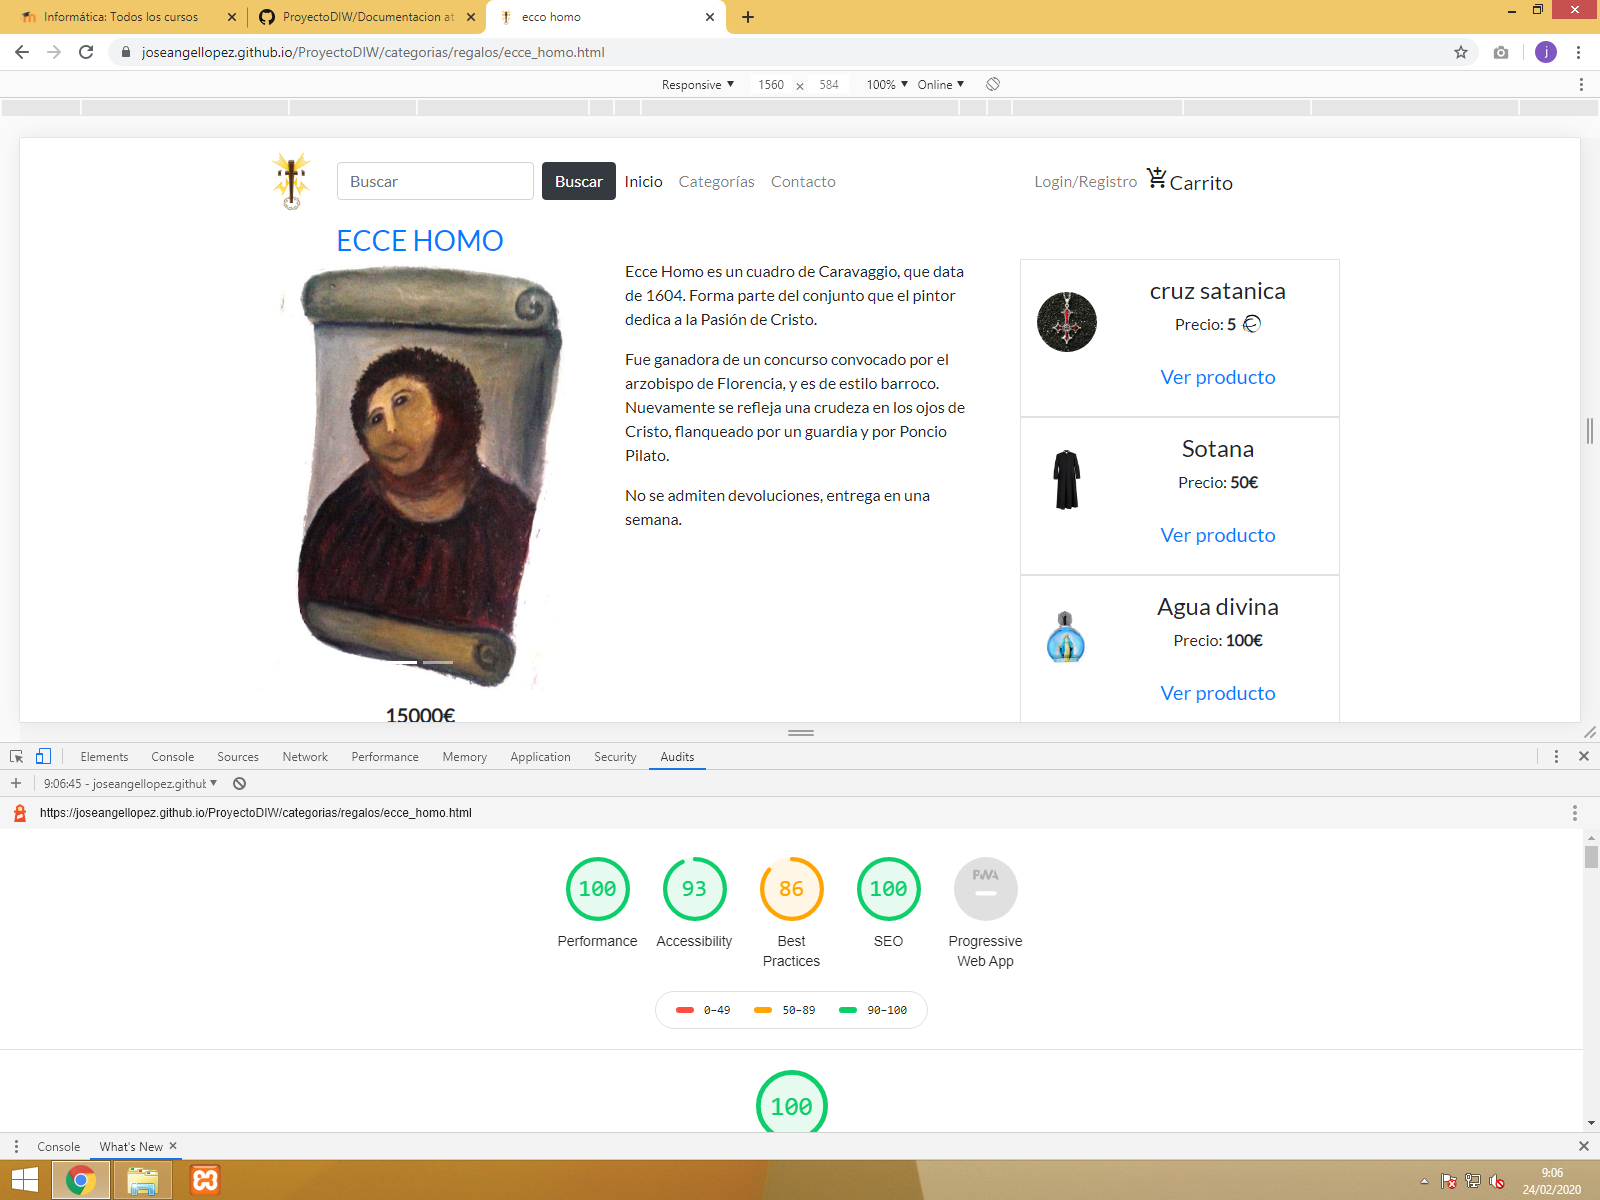 Informática: Todos los cursos
ProyectoDIW/Documentacion at
ecco homo
joseangellopez.github.io/ProyectoDIW/categorias/regalos/ecce_homo.html
j
Responsive ▼ 1560 × 584 100% ▼ Online ▼
Buscar Buscar Inicio Categorías Contacto Login/Registro Carrito
ECCE HOMO
Ecce Homo es un cuadro de Caravaggio, que data
de 1604. Forma parte del conjunto que el pintor
dedica a la Pasión de Cristo.
Fue ganadora de un concurso convocado por el
arzobispo de Florencia, y es de estilo barroco.
Nuevamente se refleja una crudeza en los ojos de
Cristo, flanqueado por un guardia y por Poncio
Pilato.
No se admiten devoluciones, entrega en una
semana.
15000€
cruz satanica
Precio: 5
Ver producto
Sotana
Precio: 50€
Ver producto
Agua divina
Precio: 100€
Ver producto
Elements Console Sources Network Performance Memory Application Security Audits
9:06:45 - joseangellopez.github
https://joseangellopez.github.io/ProyectoDIW/categorias/regalos/ecce_homo.html
100 93 86 100 PWA
Performance Accessibility Best Practices SEO Progressive Web App
0–49 50–89 90–100
100
Console What's New
9:06
24/02/2020